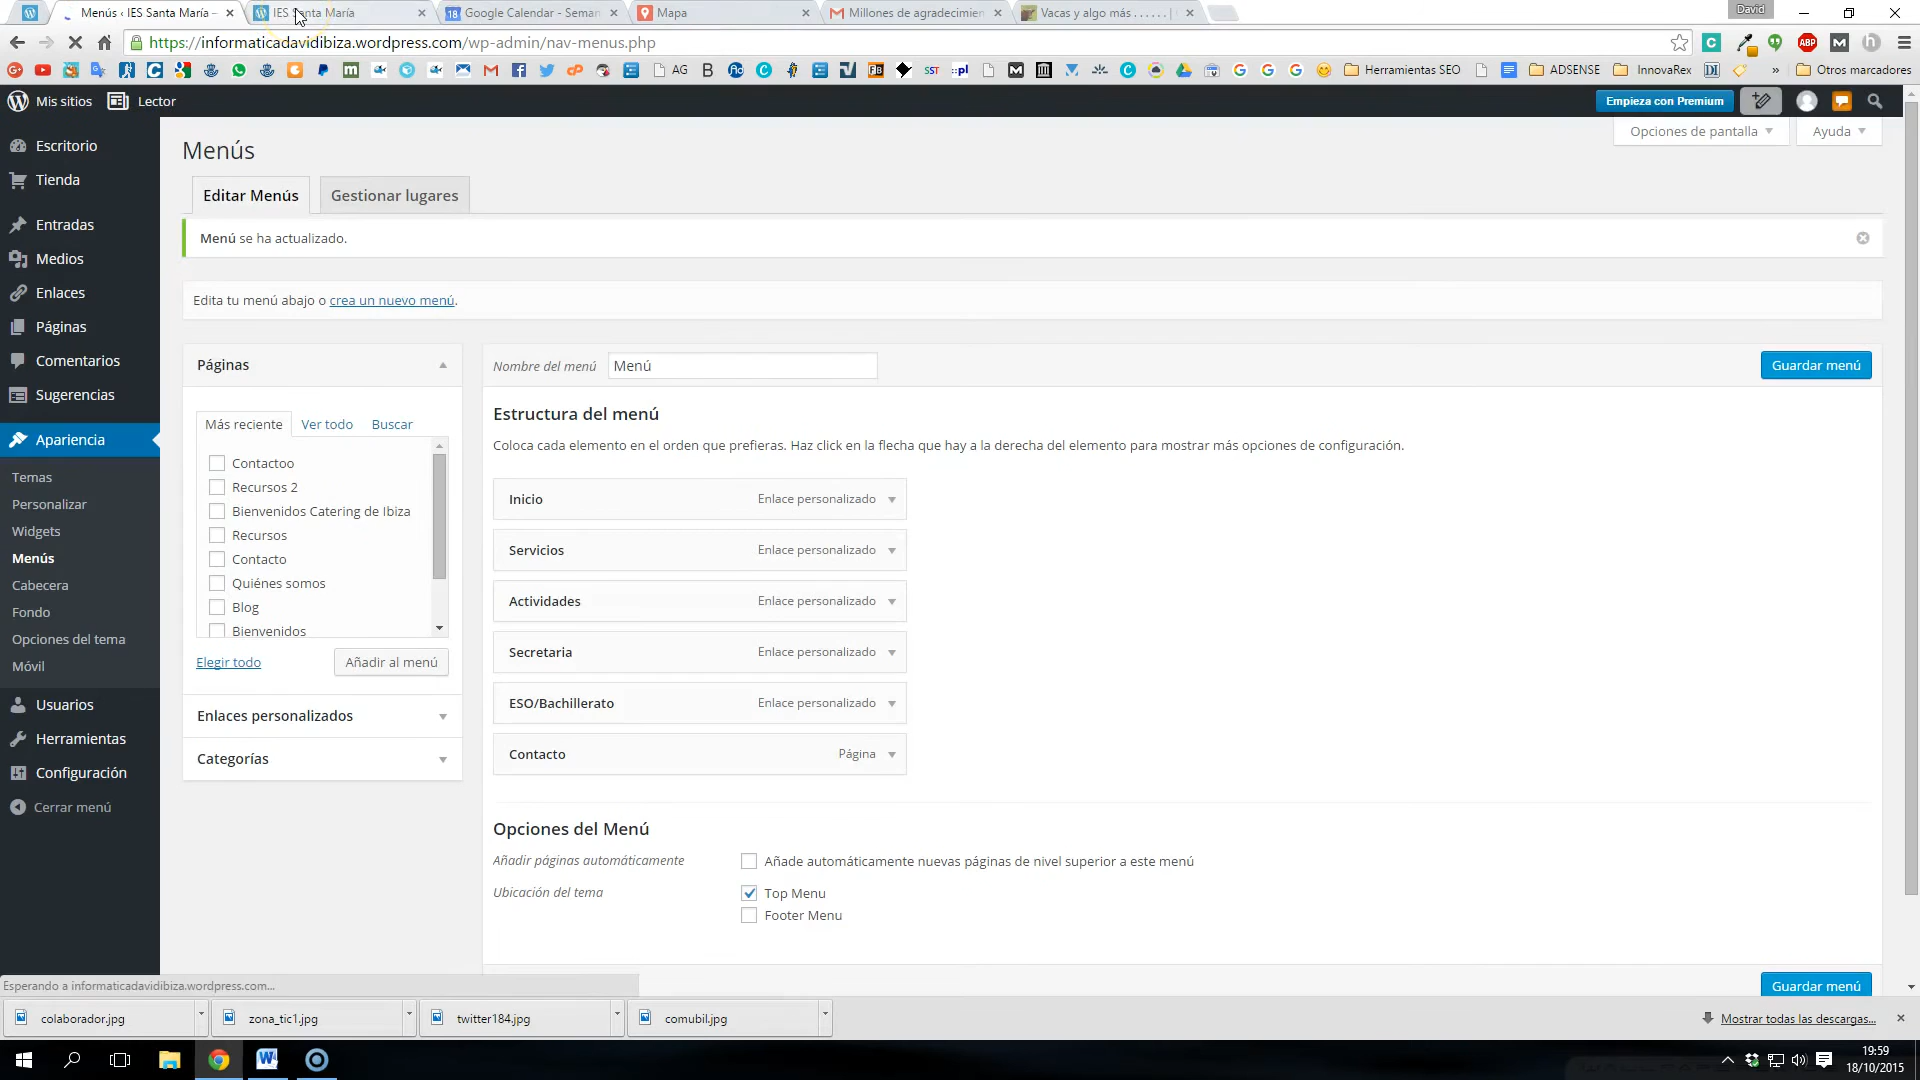 Menús ‹ IES Santa María –
IES Santa María
Google Calendar - Seman
Mapa
Millones de agradecimien
Vacas y algo más . . . . . . |
David
https://informaticadavidibiza.wordpress.com/wp-admin/nav-menus.php
AG
Herramientas SEO
ADSENSE
InnovaRex
Otros marcadores
Mis sitios
Lector
Empieza con Premium
Escritorio
Tienda
Entradas
Medios
Enlaces
Páginas
Comentarios
Sugerencias
Apariencia
Temas
Personalizar
Widgets
Menús
Cabecera
Fondo
Opciones del tema
Móvil
Usuarios
Herramientas
Configuración
Cerrar menú
Opciones de pantalla
Ayuda
Menús
Editar Menús
Gestionar lugares
Menú se ha actualizado.
Edita tu menú abajo o crea un nuevo menú.
Páginas
Más reciente
Ver todo
Buscar
Contactoo
Recursos 2
Bienvenidos Catering de Ibiza
Recursos
Contacto
Quiénes somos
Blog
Bienvenidos
Elegir todo
Añadir al menú
Enlaces personalizados
Categorías
Nombre del menú
Menú
Guardar menú
Estructura del menú
Coloca cada elemento en el orden que prefieras. Haz click en la flecha que hay a la derecha del elemento para mostrar más opciones de configuración.
Inicio
Enlace personalizado
Servicios
Enlace personalizado
Actividades
Enlace personalizado
Secretaria
Enlace personalizado
ESO/Bachillerato
Enlace personalizado
Contacto
Página
Opciones del Menú
Añadir páginas automáticamente
Añade automáticamente nuevas páginas de nivel superior a este menú
Ubicación del tema
Top Menu
Footer Menu
Guardar menú
Esperando a informaticadavidibiza.wordpress.com...
colaborador.jpg
zona_tic1.jpg
twitter184.jpg
comubil.jpg
Mostrar todas las descargas...
19:59
18/10/2015